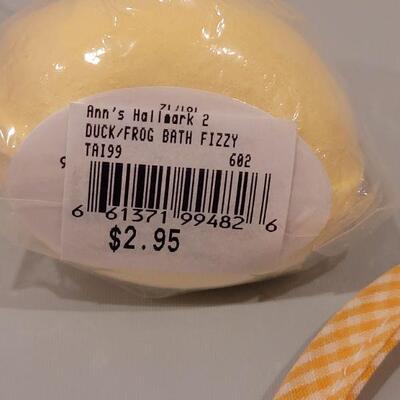 Ann's Hallmark 2
DUCK/FROG BATH FIZZY
TAI99 602
6 61371 99482 6
$2.95